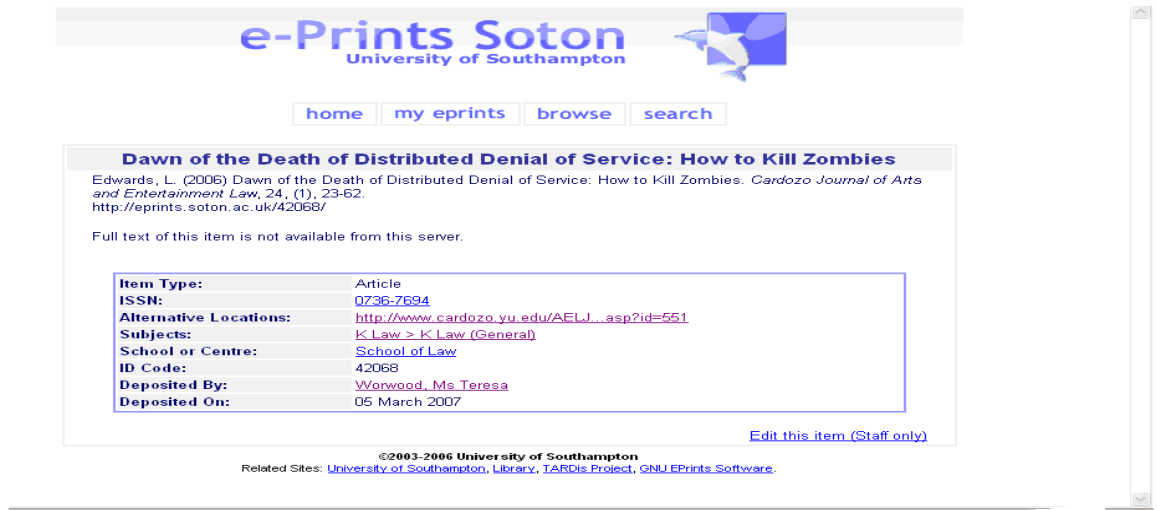 e-Prints Soton
University of Southampton
home my eprints browse search
Dawn of the Death of Distributed Denial of Service: How to Kill Zombies
Edwards, L. (2006) Dawn of the Death of Distributed Denial of Service: How to Kill Zombies. Cardozo Journal of Arts
and Entertainment Law, 24, (1), 23-62.
http://eprints.soton.ac.uk/42068/
Full text of this item is not available from this server.
Item Type: Article
ISSN: 0736-7694
Alternative Locations: http://www.cardozo.yu.edu/AELJ...asp?id=551
Subjects: K Law > K Law (General)
School or Centre: School of Law
ID Code: 42068
Deposited By: Worwood, Ms Teresa
Deposited On: 05 March 2007
Edit this item (Staff only)
©2003-2006 University of Southampton
Related Sites: University of Southampton, Library, TARDis Project, GNU EPrints Software.